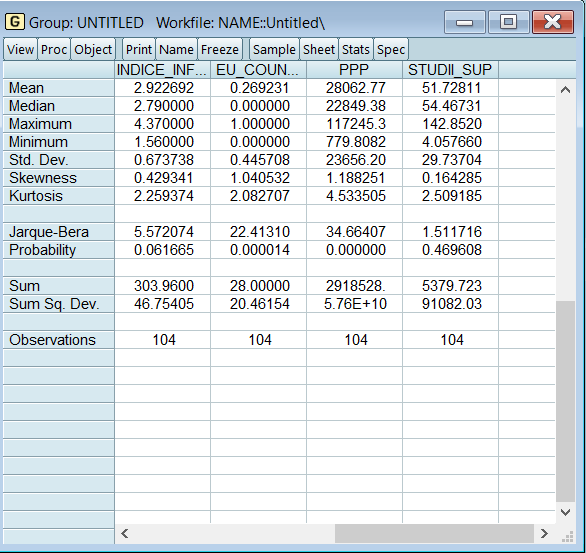 G Group: UNTITLED Workfile: NAME::Untitled\
View Proc Object Print Name Freeze Sample Sheet Stats Spec
INDICE_INF... EU_COUN... PPP STUDII_SUP
Mean 2.922692 0.269231 28062.77 51.72811
Median 2.790000 0.000000 22849.38 54.46731
Maximum 4.370000 1.000000 117245.3 142.8520
Minimum 1.560000 0.000000 779.8082 4.057660
Std. Dev. 0.673738 0.445708 23656.20 29.73704
Skewness 0.429341 1.040532 1.188251 0.164285
Kurtosis 2.259374 2.082707 4.533505 2.509185
Jarque-Bera 5.572074 22.41310 34.66407 1.511716
Probability 0.061665 0.000014 0.000000 0.469608
Sum 303.9600 28.00000 2918528. 5379.723
Sum Sq. Dev. 46.75405 20.46154 5.76E+10 91082.03
Observations 104 104 104 104